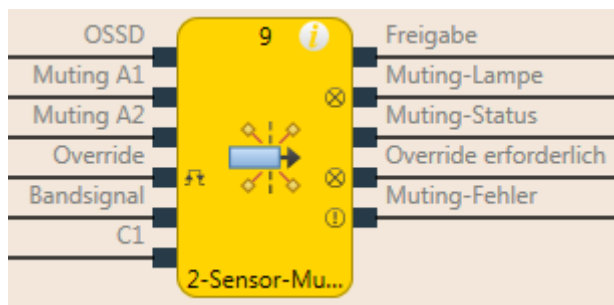 OSSD
Muting A1
Muting A2
Override
Bandsignal
C1
9
i
2-Sensor-Mu...
Freigabe
Muting-Lampe
Muting-Status
Override erforderlich
Muting-Fehler